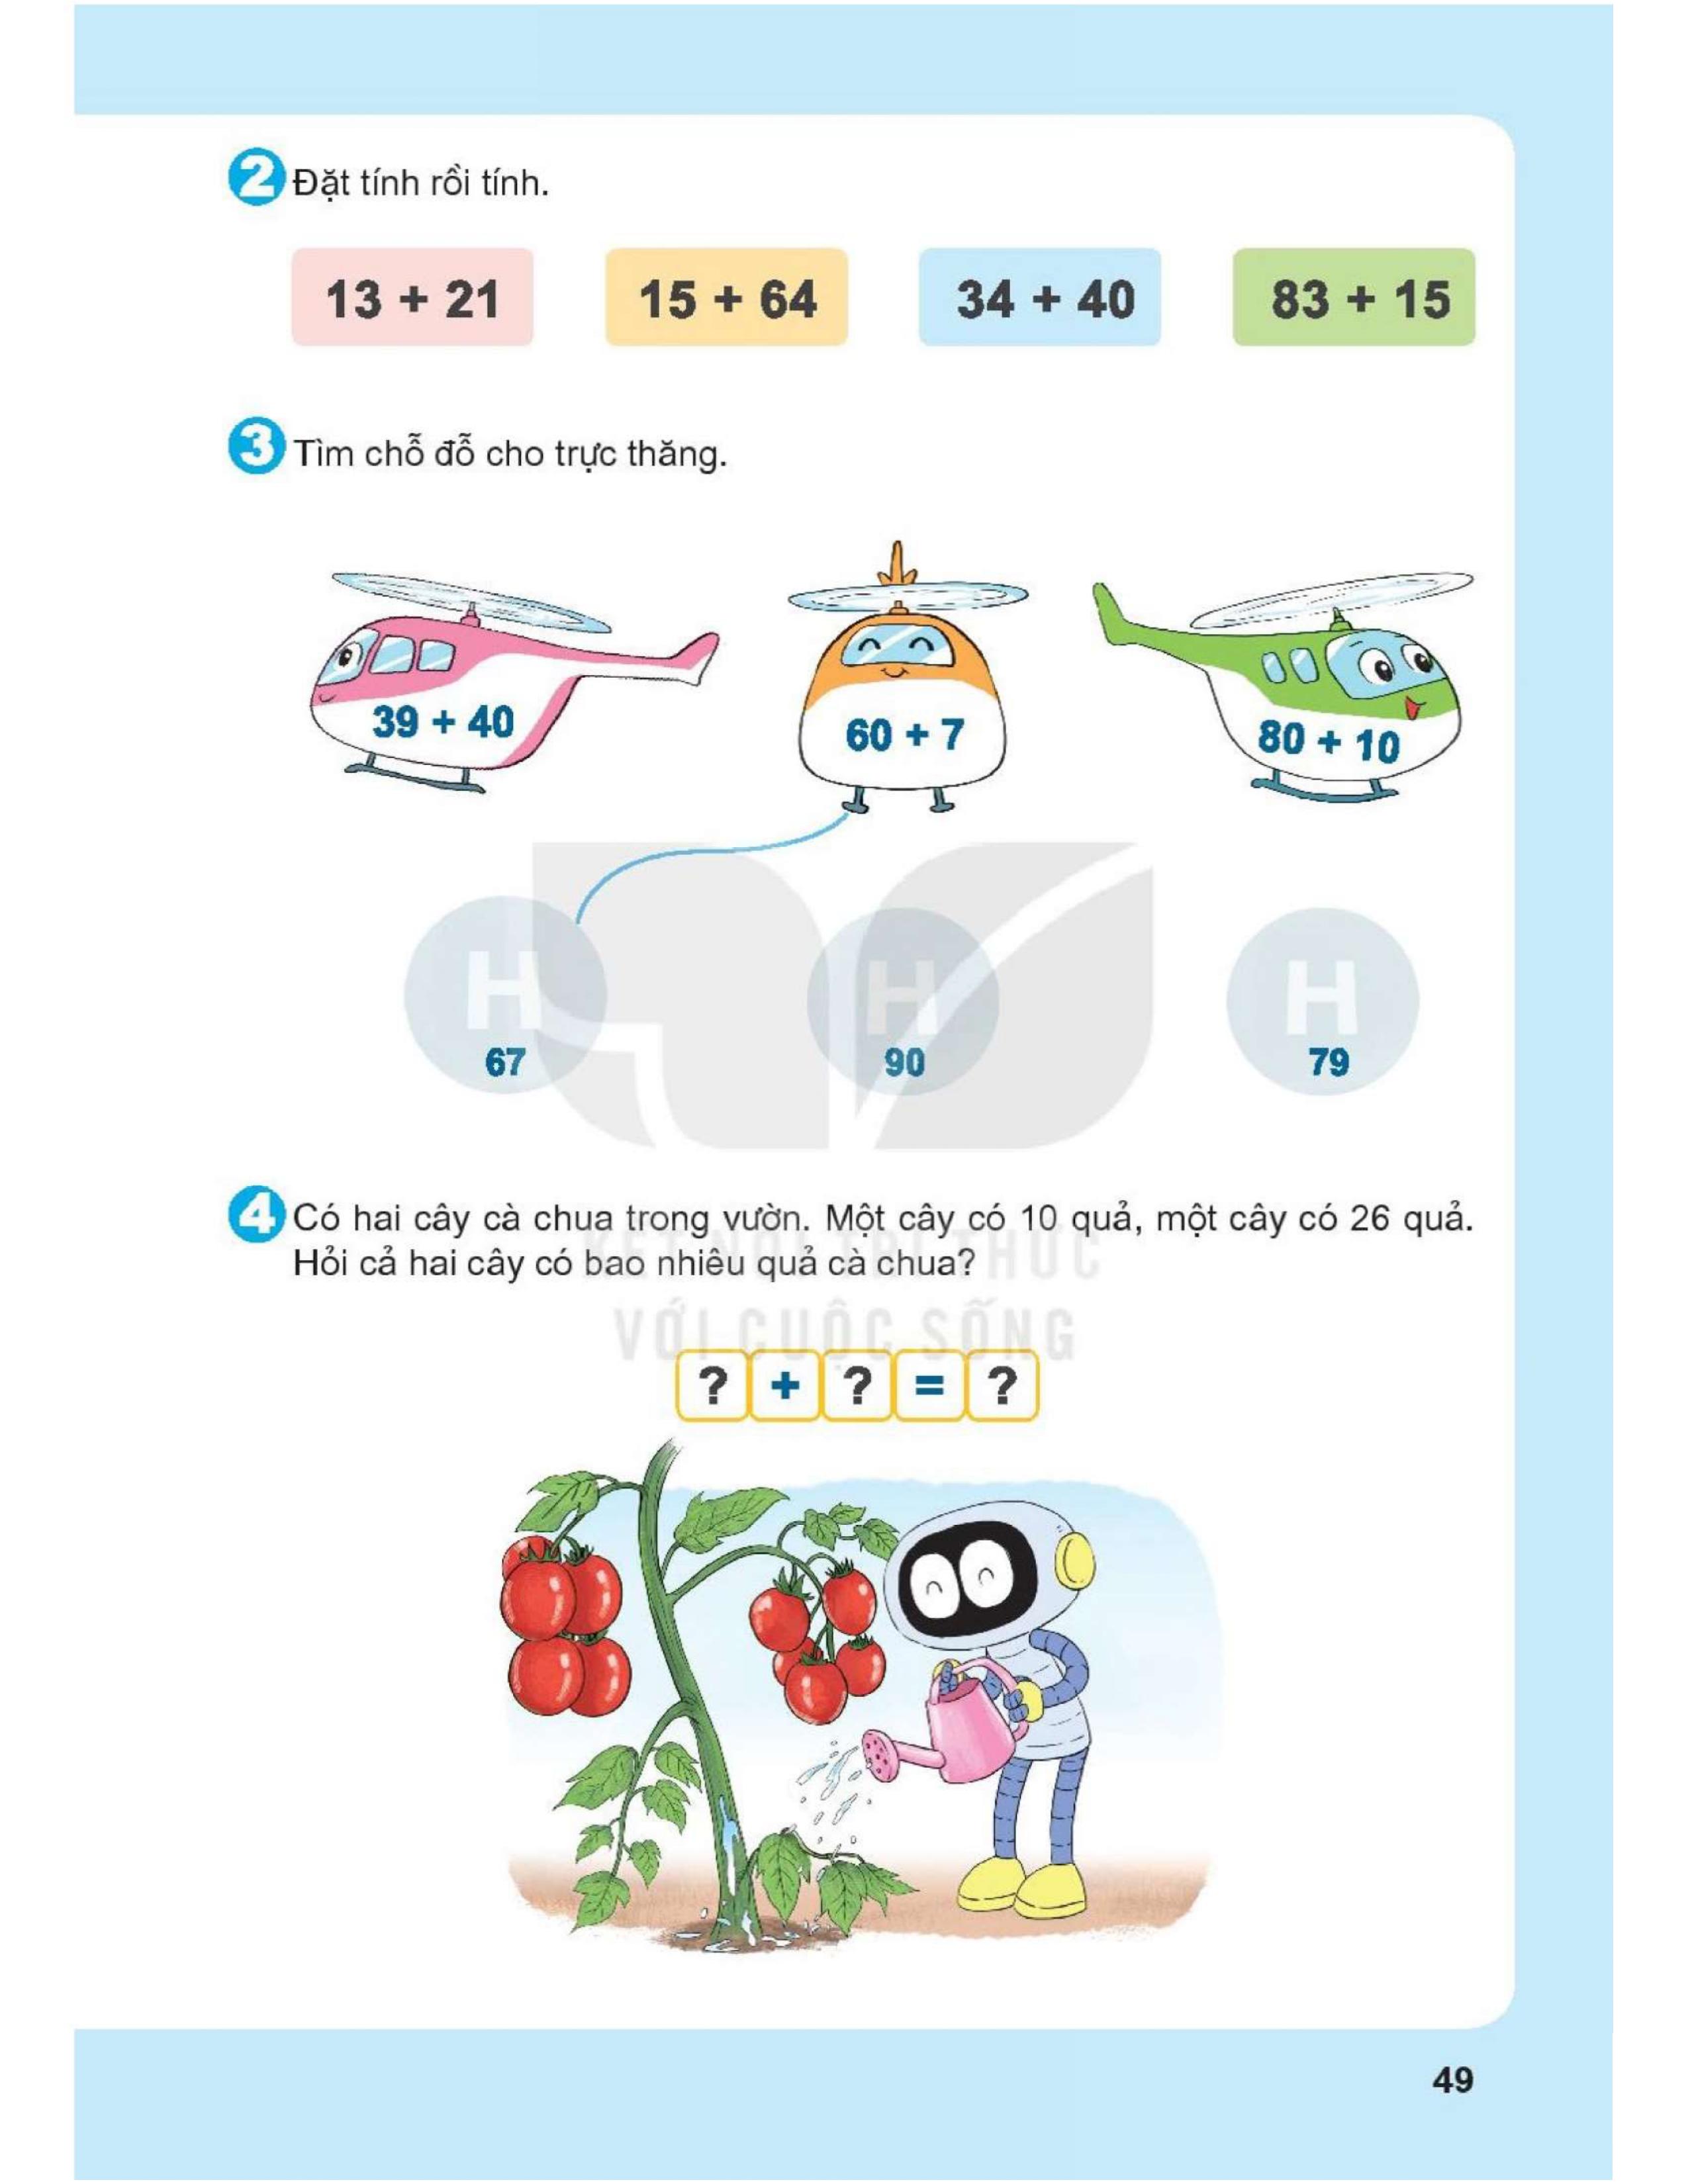 2 Đặt tính rồi tính.
13 + 21 15 + 64 34 + 40 83 + 15
3 Tìm chỗ đỗ cho trực thăng.
39 + 40 60 + 7 80 + 10
H H H
67 90 79
4 Có hai cây cà chua trong vườn. Một cây có 10 quả, một cây có 26 quả.
Hỏi cả hai cây có bao nhiêu quả cà chua?
KẾT NỐI TRI THỨC
VỚI CUỘC SỐNG
? + ? = ?
49